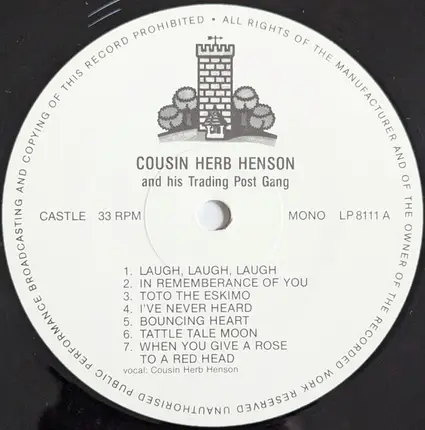 ALL RIGHTS OF THE MANUFACTURER AND OF THE OWNER OF THE RECORDED WORK RESERVED UNAUTHORISED PUBLIC PERFORMANCE BROADCASTING AND COPYING OF THIS RECORD PROHIBITED •
COUSIN HERB HENSON
and his Trading Post Gang
CASTLE 33 RPM MONO LP 8111 A
1. LAUGH, LAUGH, LAUGH
2. IN REMEMBERANCE OF YOU
3. TOTO THE ESKIMO
4. I'VE NEVER HEARD
5. BOUNCING HEART
6. TATTLE TALE MOON
7. WHEN YOU GIVE A ROSE
TO A RED HEAD
vocal: Cousin Herb Henson